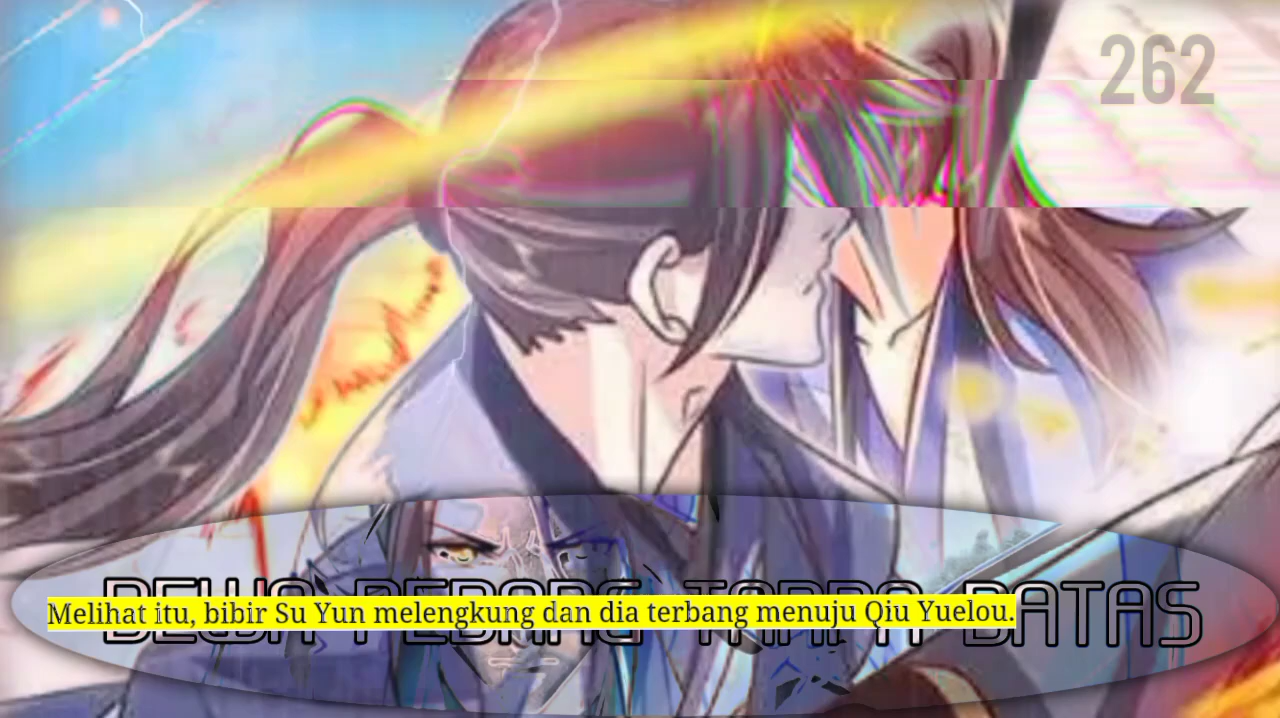 262
DEWA PEDANG TANPA BATAS
Melihat itu, bibir Su Yun melengkung dan dia terbang menuju Qiu Yuelou.